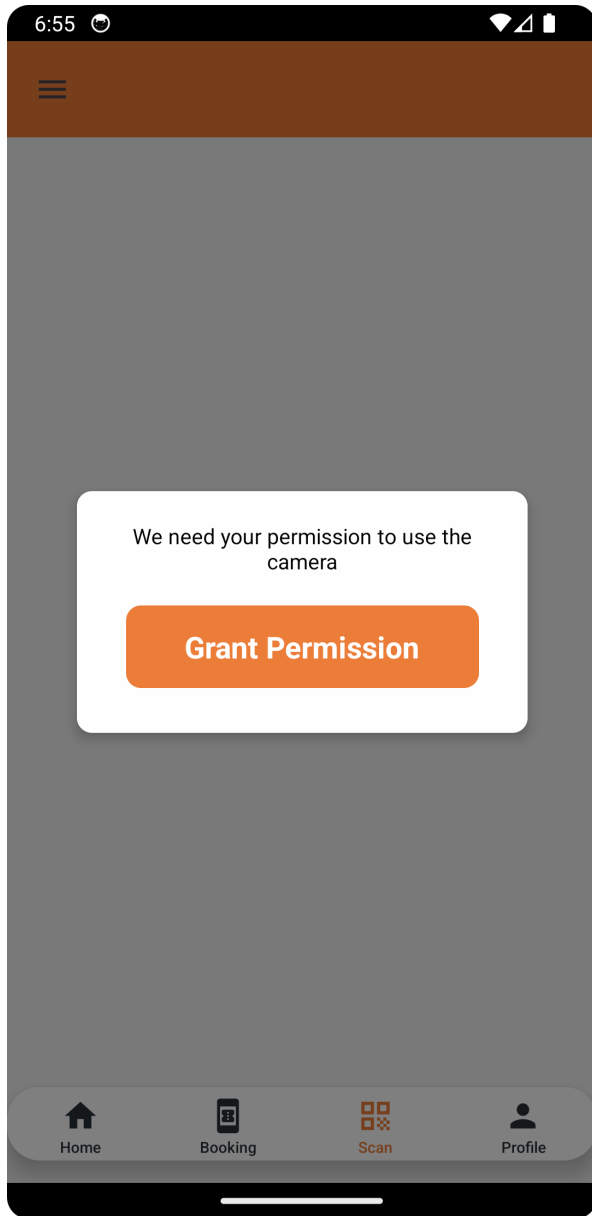 6:55
We need your permission to use the
camera
Grant Permission
Home
Booking
Scan
Profile